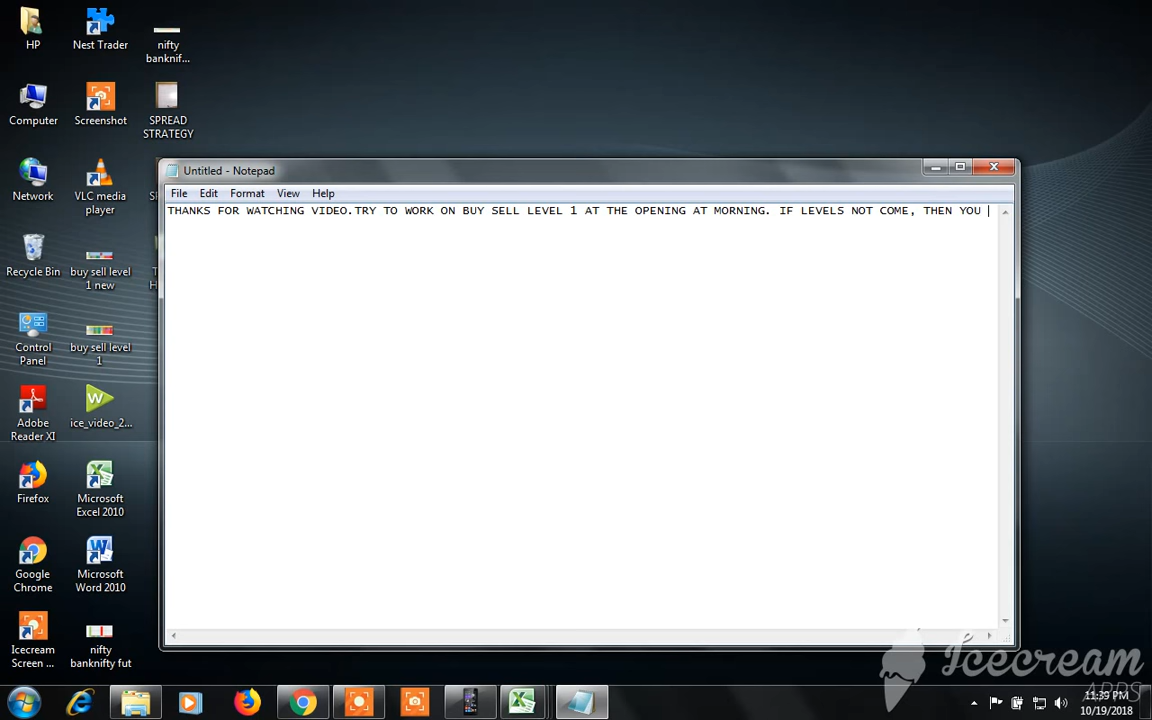 HP
Nest Trader
nifty
banknif...
Computer
Screenshot
SPREAD
STRATEGY
Untitled - Notepad
File Edit Format View Help
THANKS FOR WATCHING VIDEO.TRY TO WORK ON BUY SELL LEVEL 1 AT THE OPENING AT MORNING. IF LEVELS NOT COME, THEN YOU
Network
VLC media
player
Recycle Bin
buy sell level
1 new
Control
Panel
buy sell level
1
Adobe
Reader XI
ice_video_2...
Firefox
Microsoft
Excel 2010
Google
Chrome
Microsoft
Word 2010
Icecream
Screen ...
nifty
banknifty fut
Icecream
APPS
11:39 PM
10/19/2018